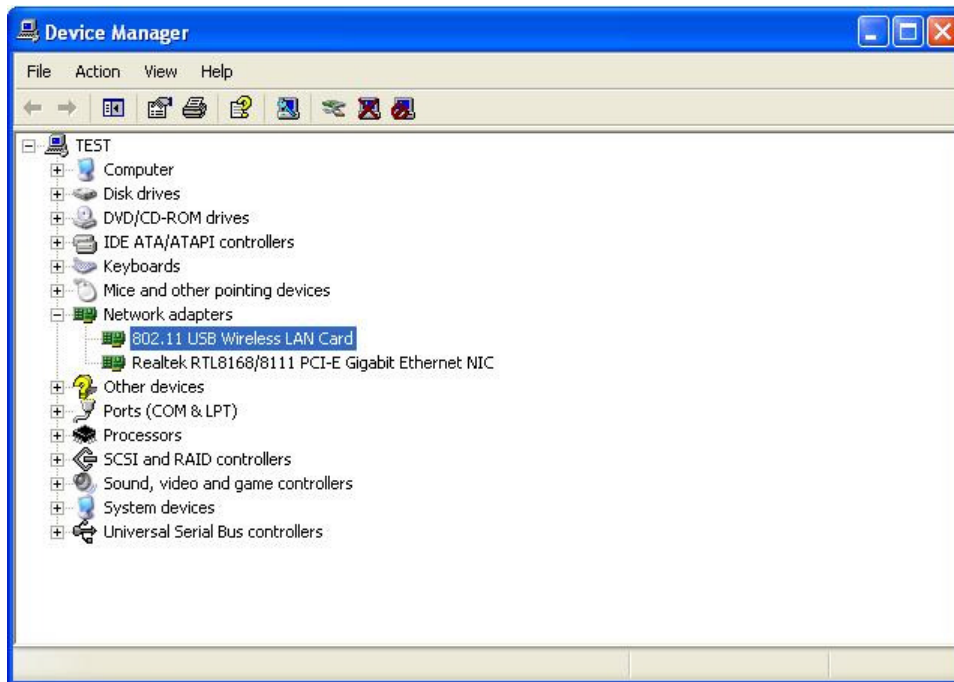 Device Manager
File Action View Help
TEST
Computer
Disk drives
DVD/CD-ROM drives
IDE ATA/ATAPI controllers
Keyboards
Mice and other pointing devices
Network adapters
802.11 USB Wireless LAN Card
Realtek RTL8168/8111 PCI-E Gigabit Ethernet NIC
Other devices
Ports (COM & LPT)
Processors
SCSI and RAID controllers
Sound, video and game controllers
System devices
Universal Serial Bus controllers